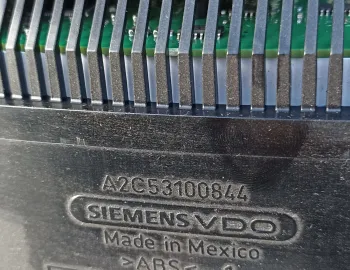 A2C53100844
SIEMENS VDO
Made in Mexico
>ABS<